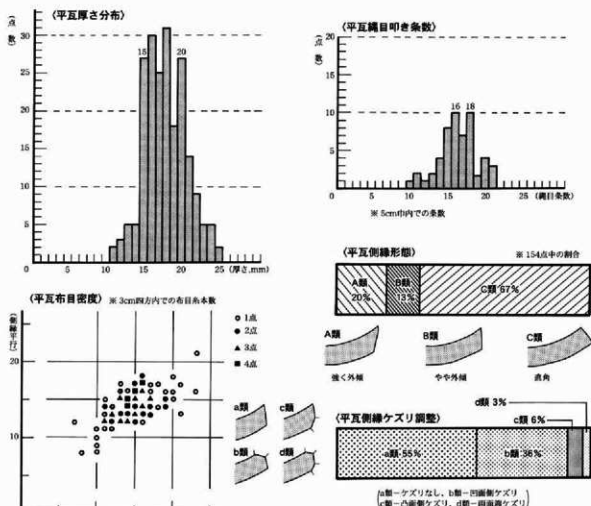 〈平瓦厚さ分布〉
(点数)
30
20
10
15
20
0
5
10
15
20
25
(厚さ,mm)
〈平瓦縄目叩き条数〉
(点数)
20
15
10
5
16
18
0
10
15
20
(縄目条数)
※ 5cm巾内での条数
〈平瓦側縁形態〉
※ 154点中の割合
A類
20%
B類
13%
C類 67%
A類
B類
C類
強く外傾
やや外傾
直角
〈平瓦布目密度〉 ※ 3cm四方内での布目糸本数
(側縁平行)
20
10
○ 1点
● 2点
▲ 3点
■ 4点
a類
c類
b類
d類
〈平瓦側縁ケズリ調整〉
d類 3%
c類 6%
a類 55%
b類 36%
a類－ケズリなし、b類－凹面側ケズリ
c類－凸面側ケズリ、d類－両面端ケズリ